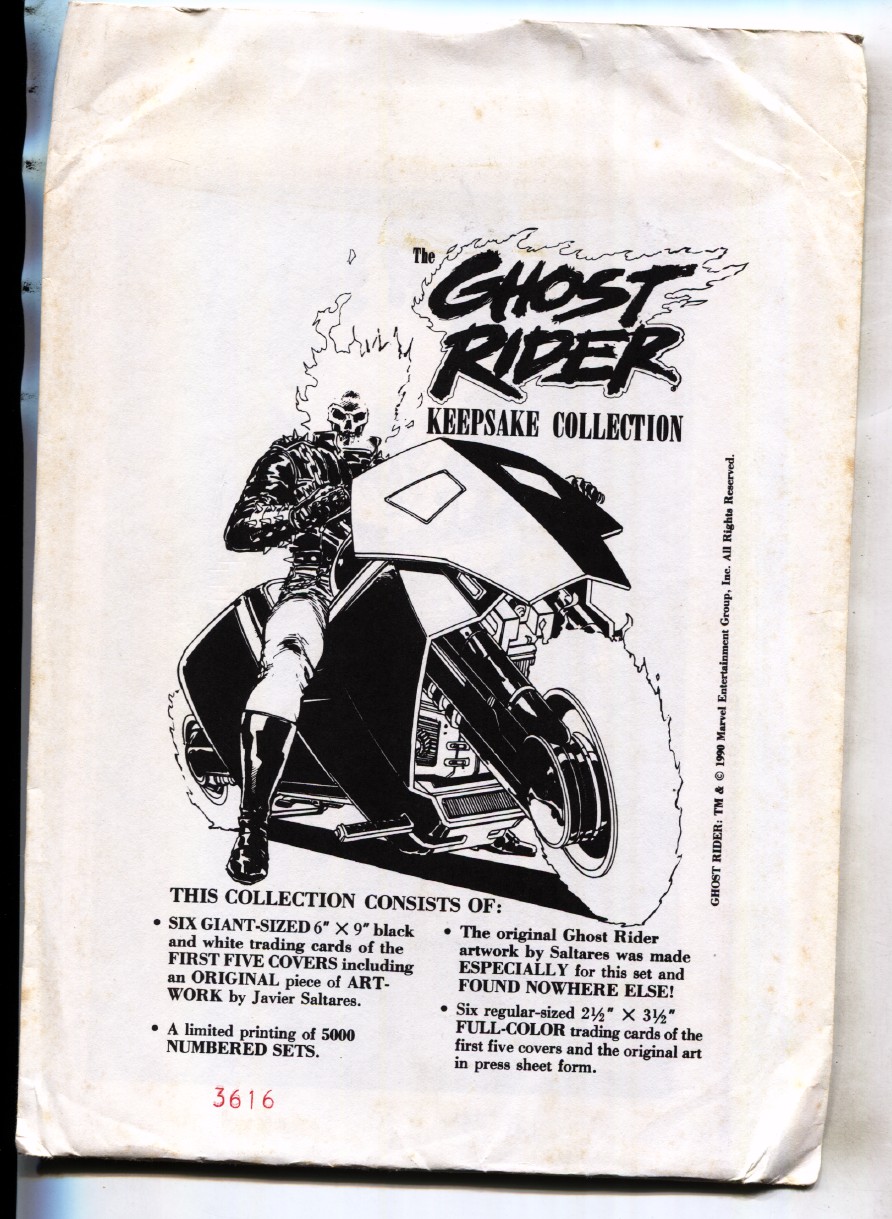 The
GHOST
RIDER
KEEPSAKE COLLECTION
GHOST RIDER: TM & © 1990 Marvel Entertainment Group, Inc. All Rights Reserved.
THIS COLLECTION CONSISTS OF:
• SIX GIANT-SIZED 6" X 9" black
and white trading cards of the
FIRST FIVE COVERS including
an ORIGINAL piece of ART-
WORK by Javier Saltares.
• A limited printing of 5000
NUMBERED SETS.
• The original Ghost Rider
artwork by Saltares was made
ESPECIALLY for this set and
FOUND NOWHERE ELSE!
• Six regular-sized 2½" X 3½"
FULL-COLOR trading cards of the
first five covers and the original art
in press sheet form.
3616